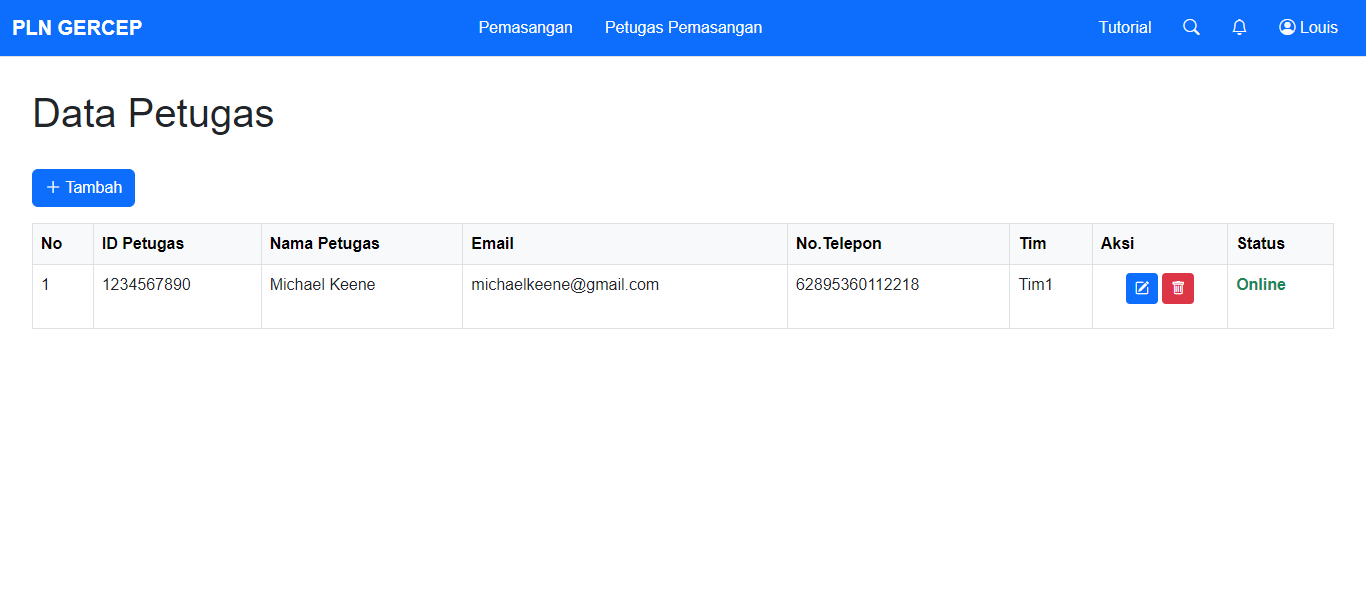 PLN GERCEP Pemasangan Petugas Pemasangan Tutorial Louis
Data Petugas
+ Tambah
No ID Petugas Nama Petugas Email No.Telepon Tim Aksi Status
1 1234567890 Michael Keene michaelkeene@gmail.com 62895360112218 Tim1 Online